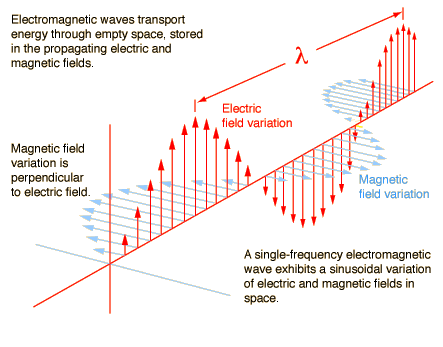 Electromagnetic waves transport
energy through empty space, stored
in the propagating electric and
magnetic fields.
λ
Electric
field variation
Magnetic field
variation is
perpendicular
to electric field.
Magnetic
field variation
A single-frequency electromagnetic
wave exhibits a sinusoidal variation
of electric and magnetic fields in
space.